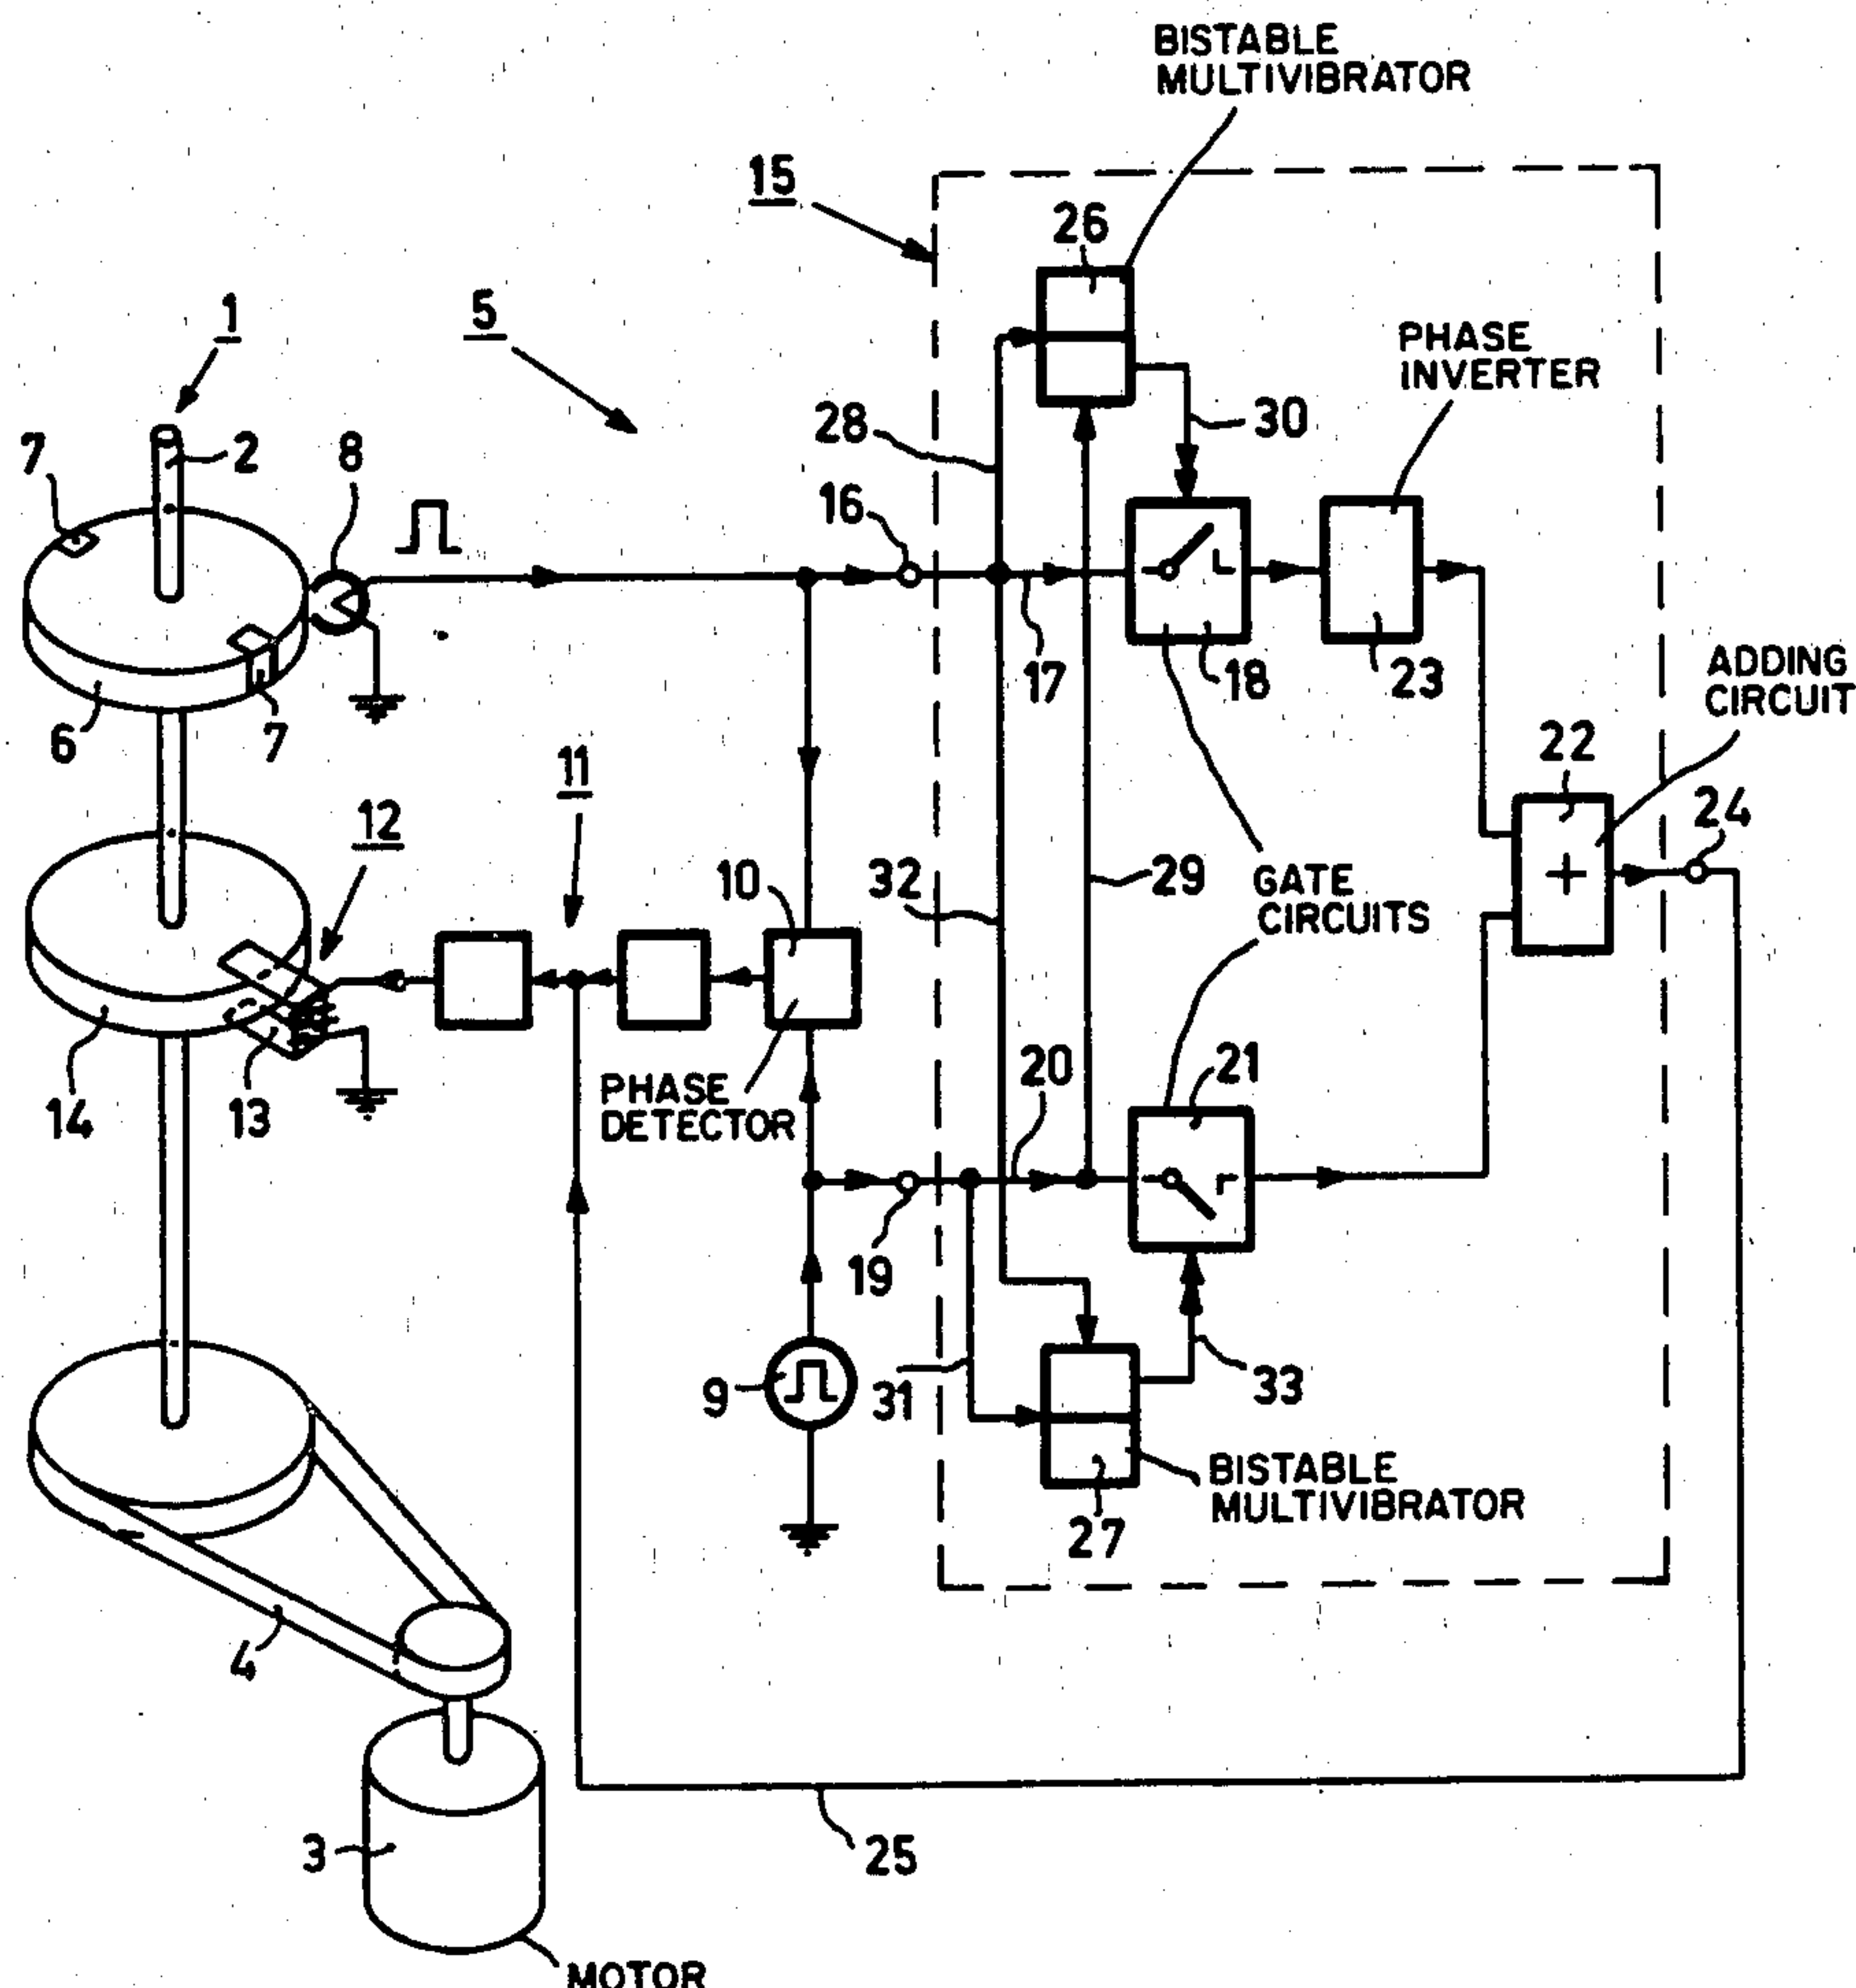 BISTABLE
MULTIVIBRATOR
15
26
1
5
PHASE
INVERTER
28
30
7
2
8
16
17
18
23
ADDING
CIRCUIT
6
7
11
22
24
12
10
32
29
GATE
CIRCUITS
20
21
PHASE
DETECTOR
14
13
19
9
31
33
BISTABLE
MULTIVIBRATOR
27
4
3
25
MOTOR